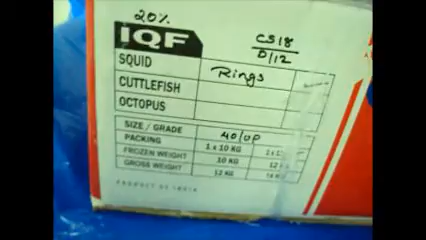 20%
IQF
CS18
D/12
SQUID Rings
CUTTLEFISH
OCTOPUS
SIZE / GRADE 40/UP
PACKING 1 x 10 KG
FROZEN WEIGHT 10 KG
GROSS WEIGHT 12 KG
PRODUCT OF INDIA